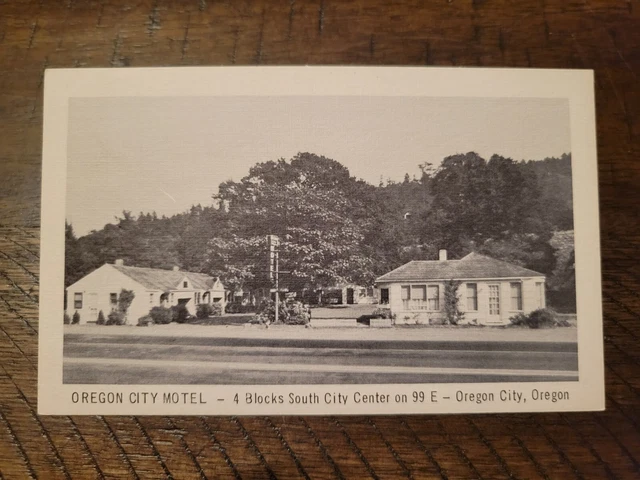 OREGON CITY MOTEL – 4 Blocks South City Center on 99 E – Oregon City, Oregon